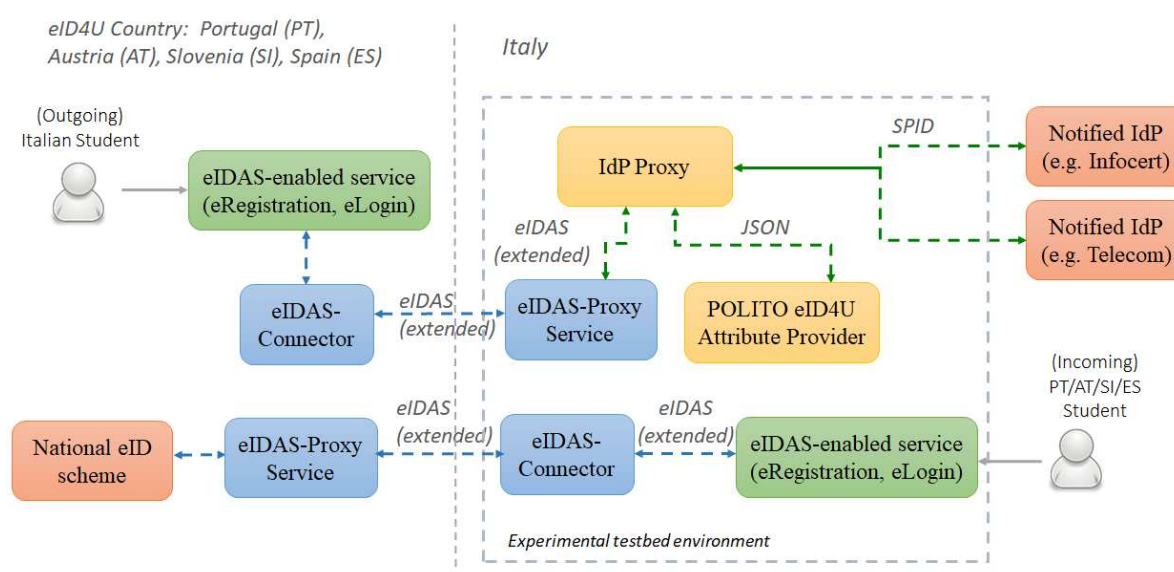 eID4U Country: Portugal (PT),
Austria (AT), Slovenia (SI), Spain (ES)
Italy
(Outgoing)
Italian Student
eIDAS-enabled service
(eRegistration, eLogin)
IdP Proxy
SPID
Notified IdP
(e.g. Infocert)
eIDAS
(extended)
JSON
Notified IdP
(e.g. Telecom)
eIDAS-
Connector
eIDAS
(extended)
eIDAS-Proxy
Service
POLITO eID4U
Attribute Provider
(Incoming)
PT/AT/SI/ES
Student
National eID
scheme
eIDAS-Proxy
Service
eIDAS
(extended)
eIDAS-
Connector
eIDAS
(extended)
eIDAS-enabled service
(eRegistration, eLogin)
Experimental testbed environment